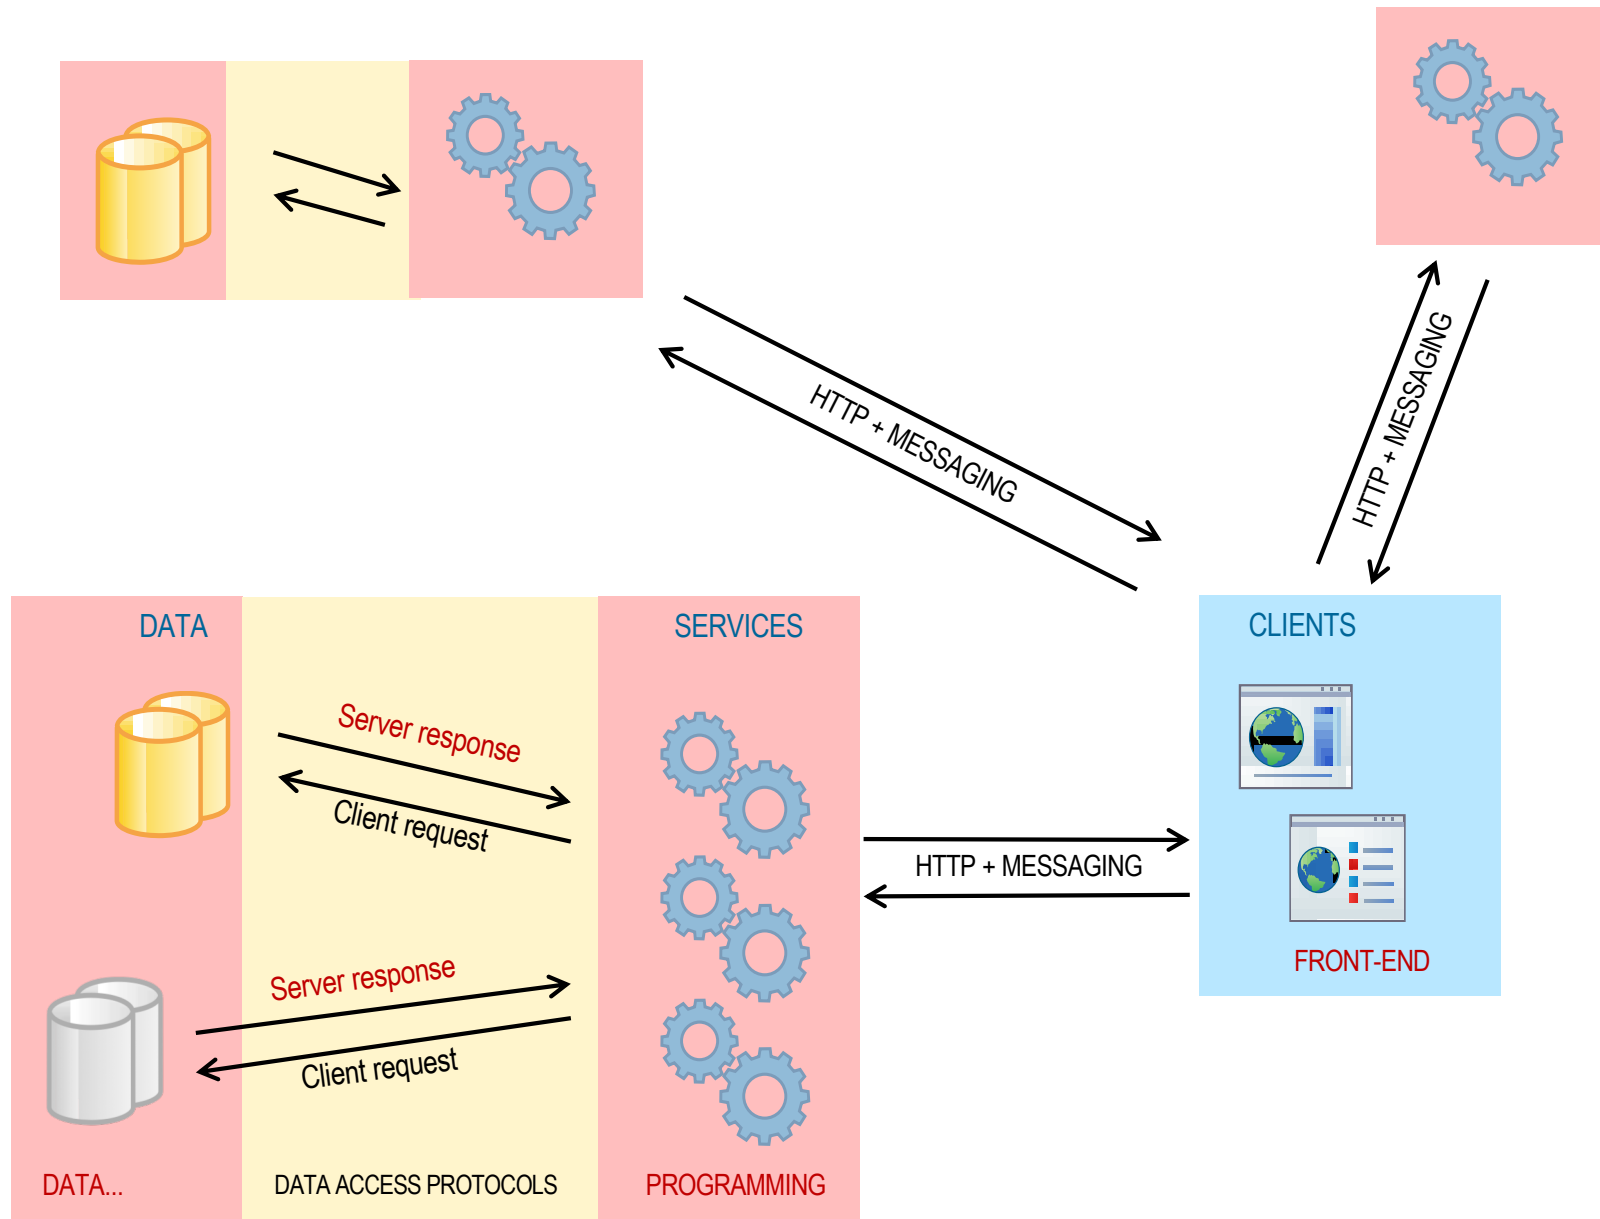 HTTP + MESSAGING
HTTP + MESSAGING
DATA
SERVICES
CLIENTS
Server response
Client request
HTTP + MESSAGING
Server response
Client request
FRONT-END
DATA...
DATA ACCESS PROTOCOLS
PROGRAMMING